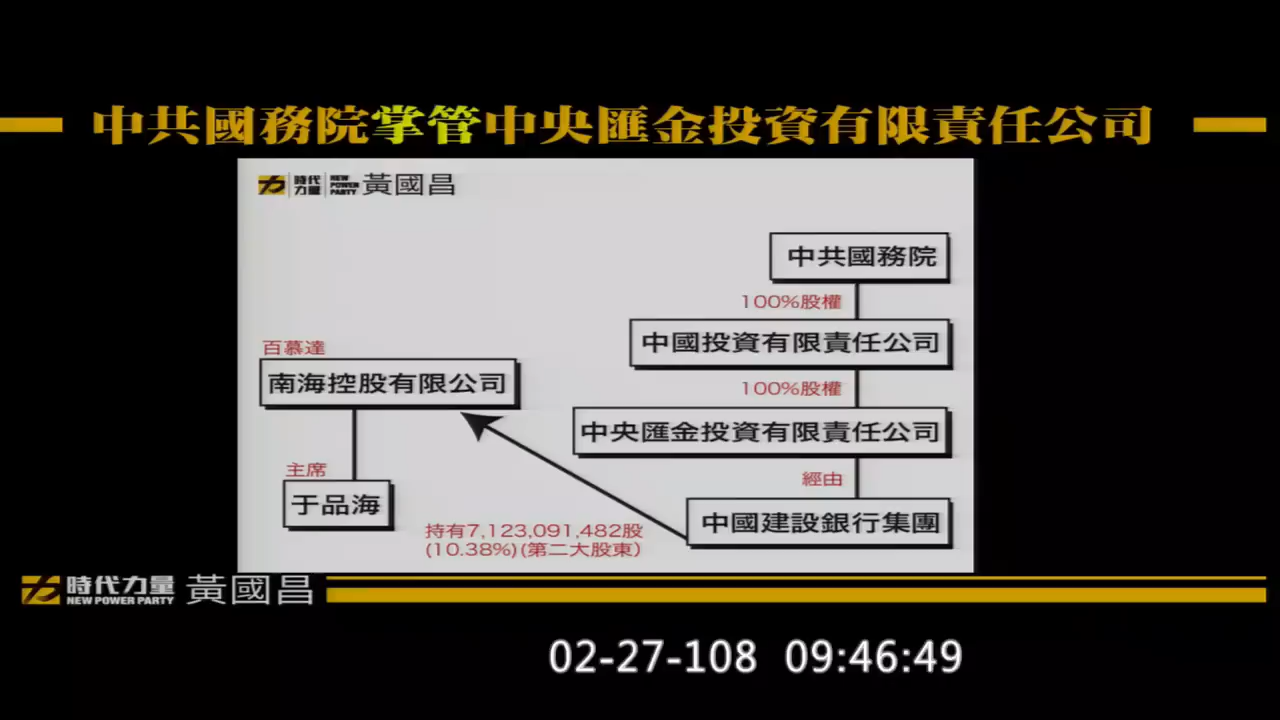 中共國務院掌管中央匯金投資有限責任公司
時代力量 NEW POWER PARTY 黃國昌
中共國務院
100%股權
中國投資有限責任公司
百慕達
南海控股有限公司
100%股權
中央匯金投資有限責任公司
主席
于品海
經由
中國建設銀行集團
持有7,123,091,482股
(10.38%)(第二大股東)
時代力量 NEW POWER PARTY 黃國昌
02-27-108 09:46:49